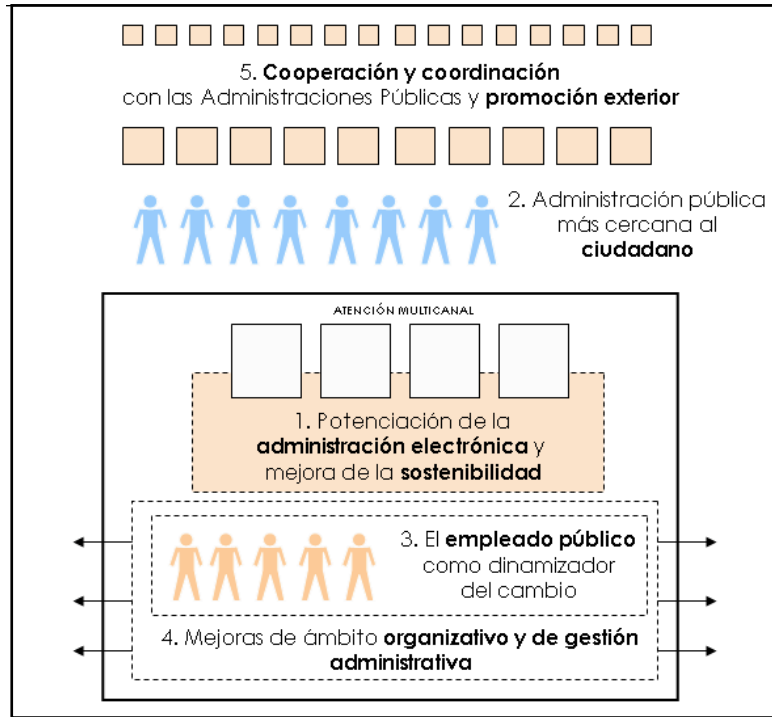 5. Cooperación y coordinación
con las Administraciones Públicas y promoción exterior
2. Administración pública
más cercana al
ciudadano
ATENCIÓN MULTICANAL
1. Potenciación de la
administración electrónica y
mejora de la sostenibilidad
3. El empleado público
como dinamizador
del cambio
4. Mejoras de ámbito organizativo y de gestión
administrativa